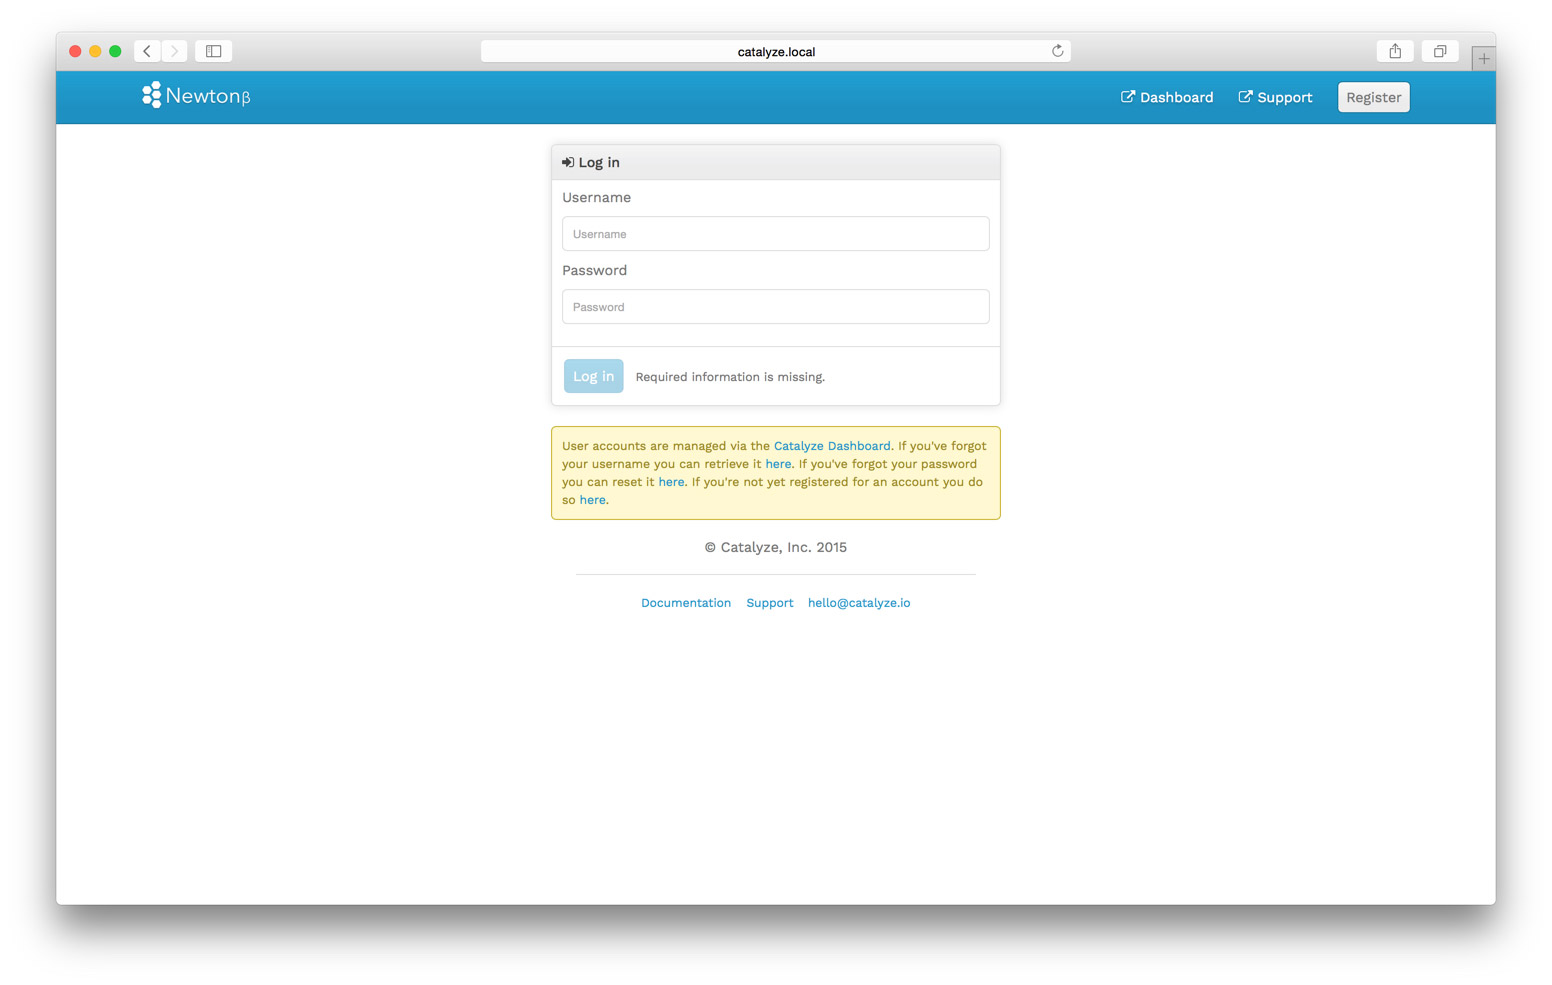 catalyze.local
Newtonβ
Dashboard
Support
Register
Log in
Username
Username
Password
Password
Log in
Required information is missing.
User accounts are managed via the Catalyze Dashboard. If you've forgot
your username you can retrieve it here. If you've forgot your password
you can reset it here. If you're not yet registered for an account you do
so here.
© Catalyze, Inc. 2015
Documentation
Support
hello@catalyze.io